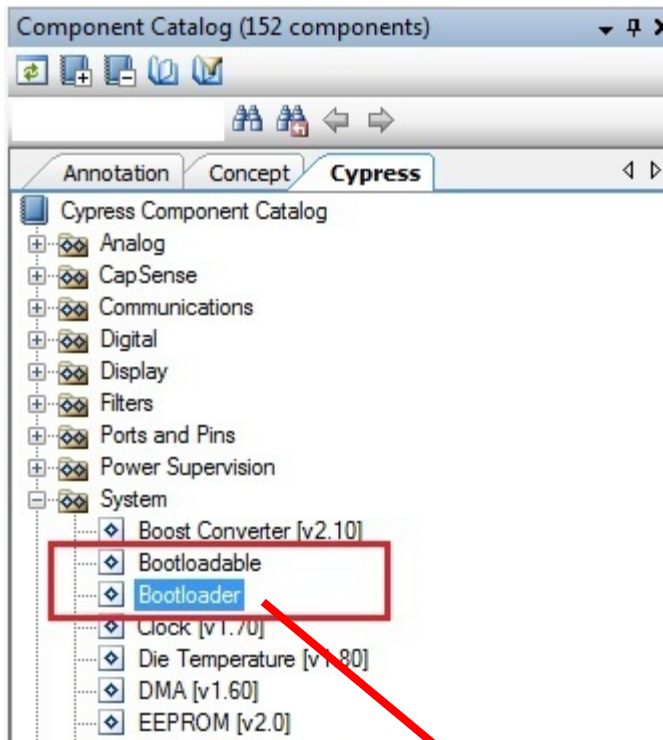 Component Catalog (152 components)
Annotation Concept Cypress
Cypress Component Catalog
Analog
CapSense
Communications
Digital
Display
Filters
Ports and Pins
Power Supervision
System
Boost Converter [v2.10]
Bootloadable
Bootloader
Clock [v1.70]
Die Temperature [v1.80]
DMA [v1.60]
EEPROM [v2.0]